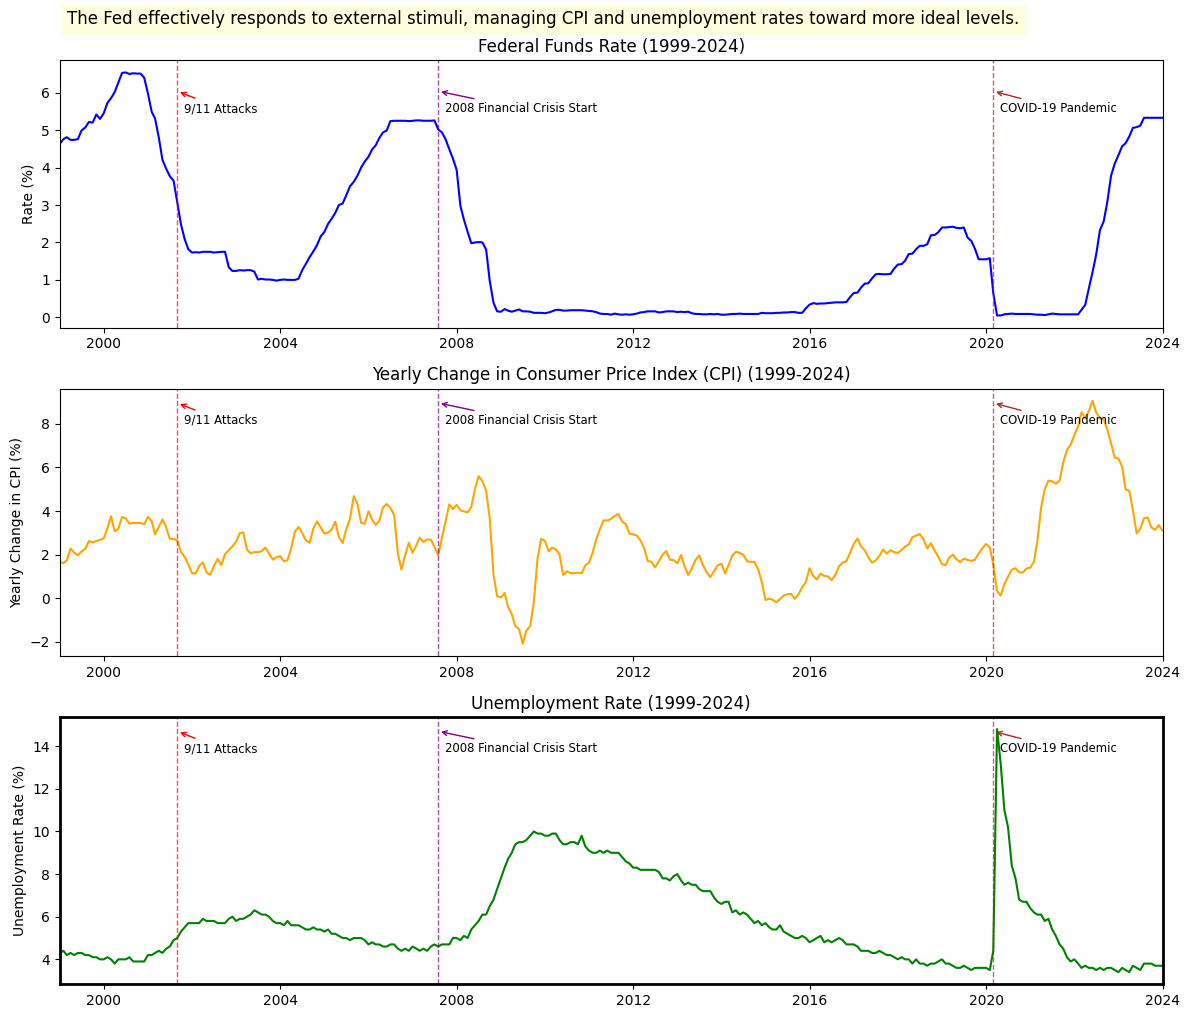 The Fed effectively responds to external stimuli, managing CPI and unemployment rates toward more ideal levels.
Federal Funds Rate (1999-2024)
Rate (%)
6
5
4
3
2
1
0
9/11 Attacks
2008 Financial Crisis Start
COVID-19 Pandemic
2000 2004 2008 2012 2016 2020 2024
Yearly Change in Consumer Price Index (CPI) (1999-2024)
Yearly Change in CPI (%)
8
6
4
2
0
−2
9/11 Attacks
2008 Financial Crisis Start
COVID-19 Pandemic
2000 2004 2008 2012 2016 2020 2024
Unemployment Rate (1999-2024)
Unemployment Rate (%)
14
12
10
8
6
4
9/11 Attacks
2008 Financial Crisis Start
COVID-19 Pandemic
2000 2004 2008 2012 2016 2020 2024